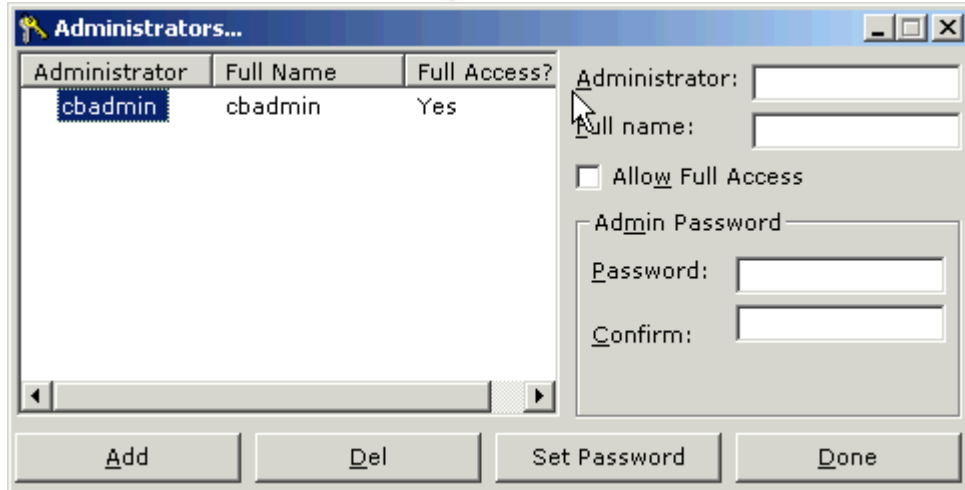 Administrators...
Administrator Full Name Full Access?
cbadmin cbadmin Yes
Administrator:
Full name:
Allow Full Access
Admin Password
Password:
Confirm:
Add Del Set Password Done